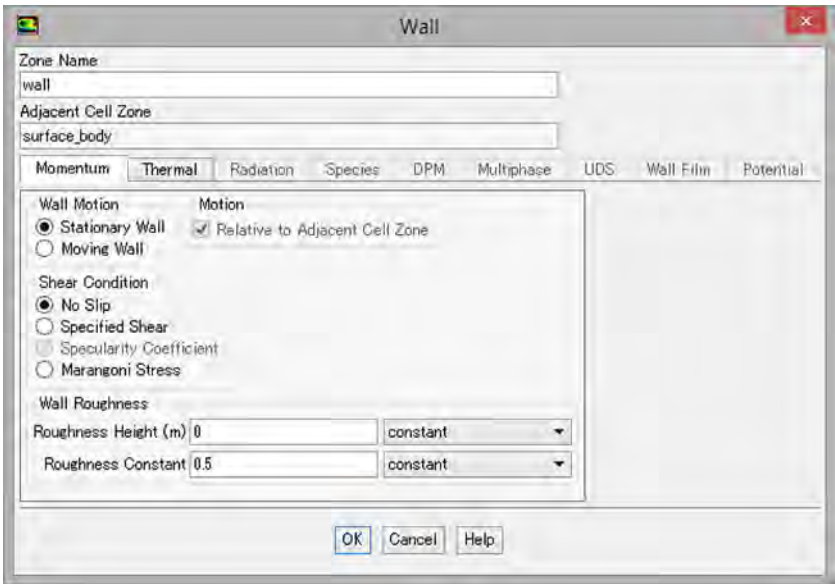 Wall
Zone Name
wall
Adjacent Cell Zone
surface_body
Momentum Thermal Radiation Species DPM Multiphase UDS Wall Film Potential
Wall Motion Motion
Stationary Wall Relative to Adjacent Cell Zone
Moving Wall
Shear Condition
No Slip
Specified Shear
Specularity Coefficient
Marangoni Stress
Wall Roughness
Roughness Height (m) 0 constant
Roughness Constant 0.5 constant
OK Cancel Help